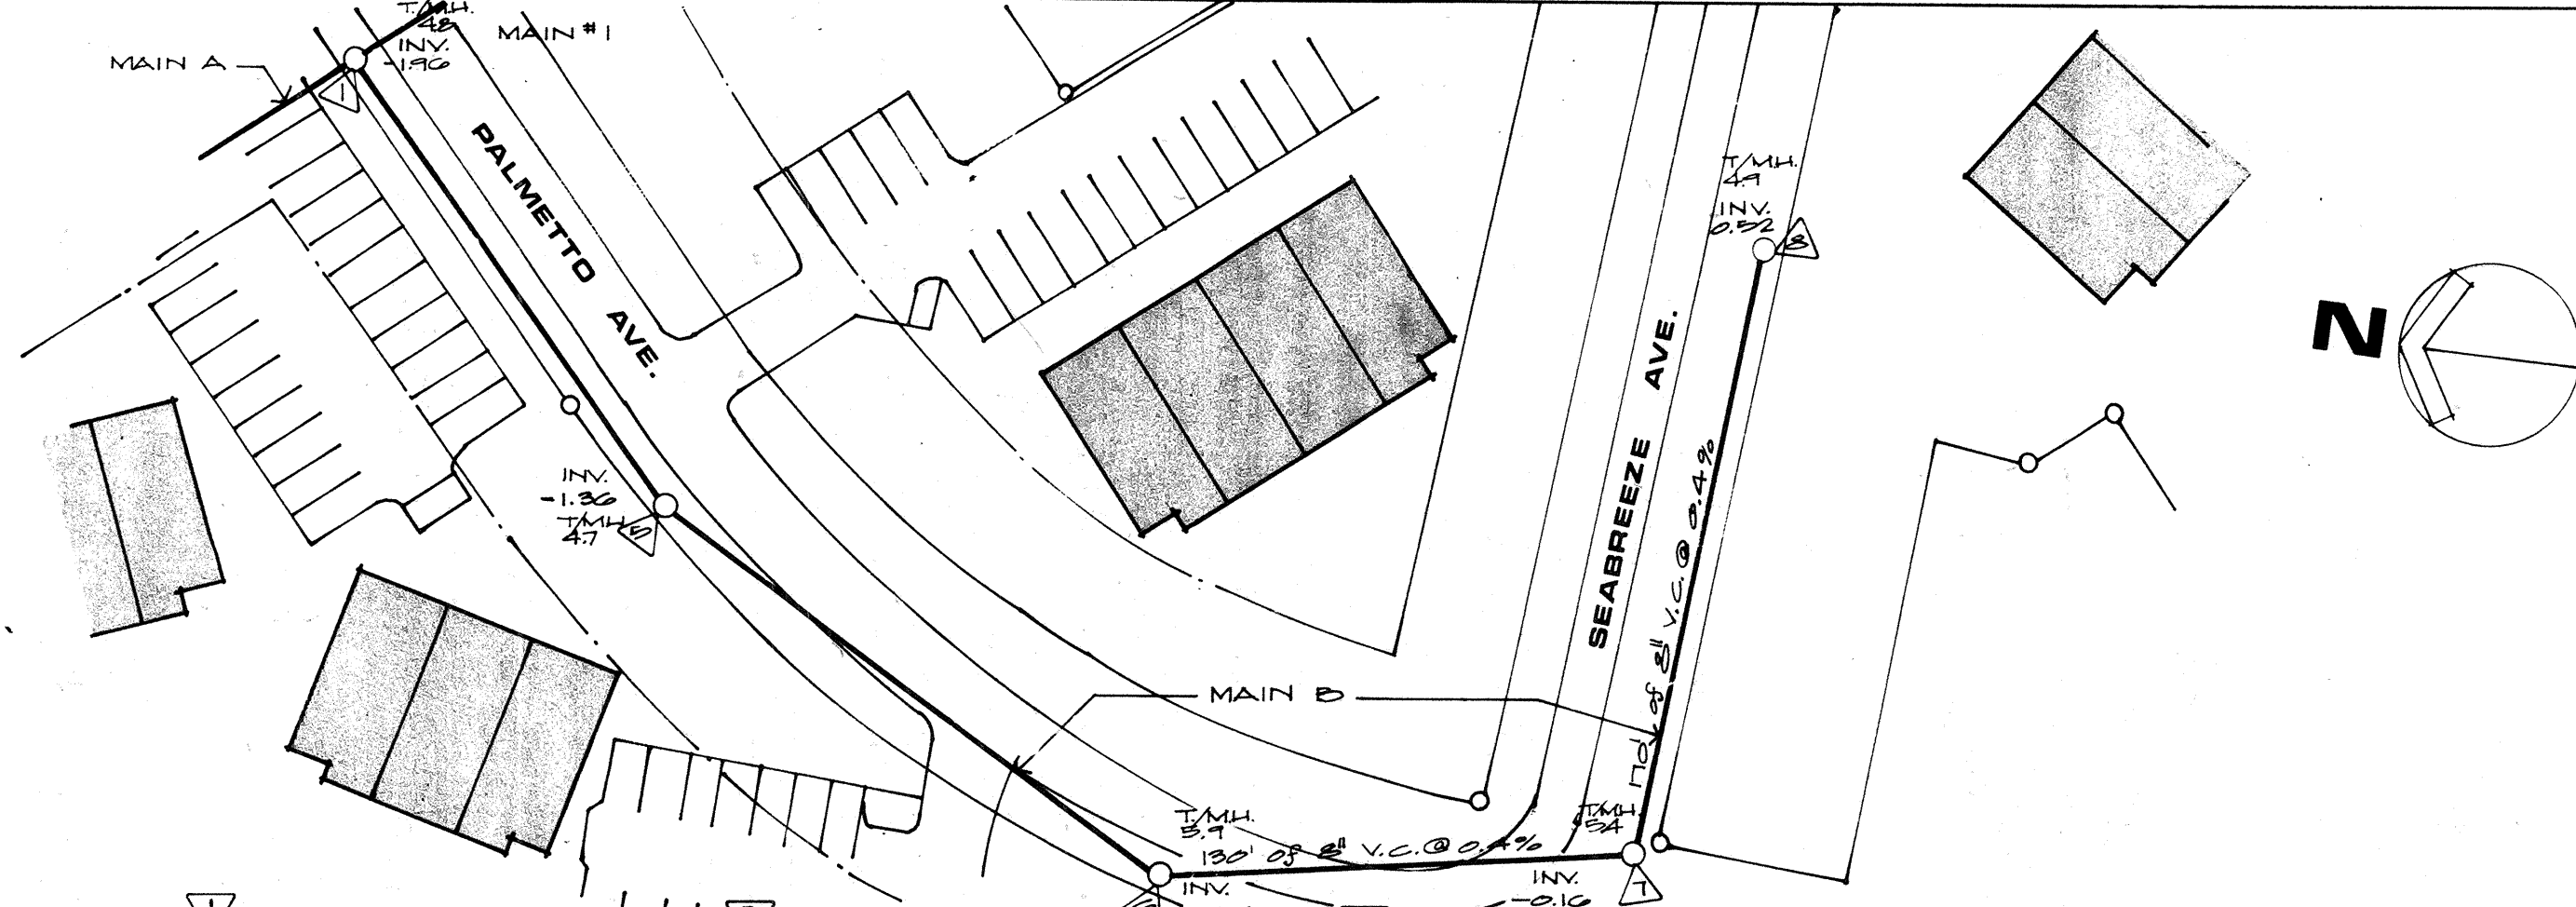 T/M.H.
4.8
INV.
-1.96
MAIN #1
MAIN A
1
PALMETTO AVE.
T/M.H.
4.9
INV.
0.52
8
N
SEABREEZE AVE.
170' of 8" V.C. @ 0.4%
INV.
-1.36
T/M.H.
4.7
5
MAIN B
T/M.H.
5.9
130' of 8" V.C. @ 0.4%
T/M.H.
5.4
INV.
INV.
-0.16
7